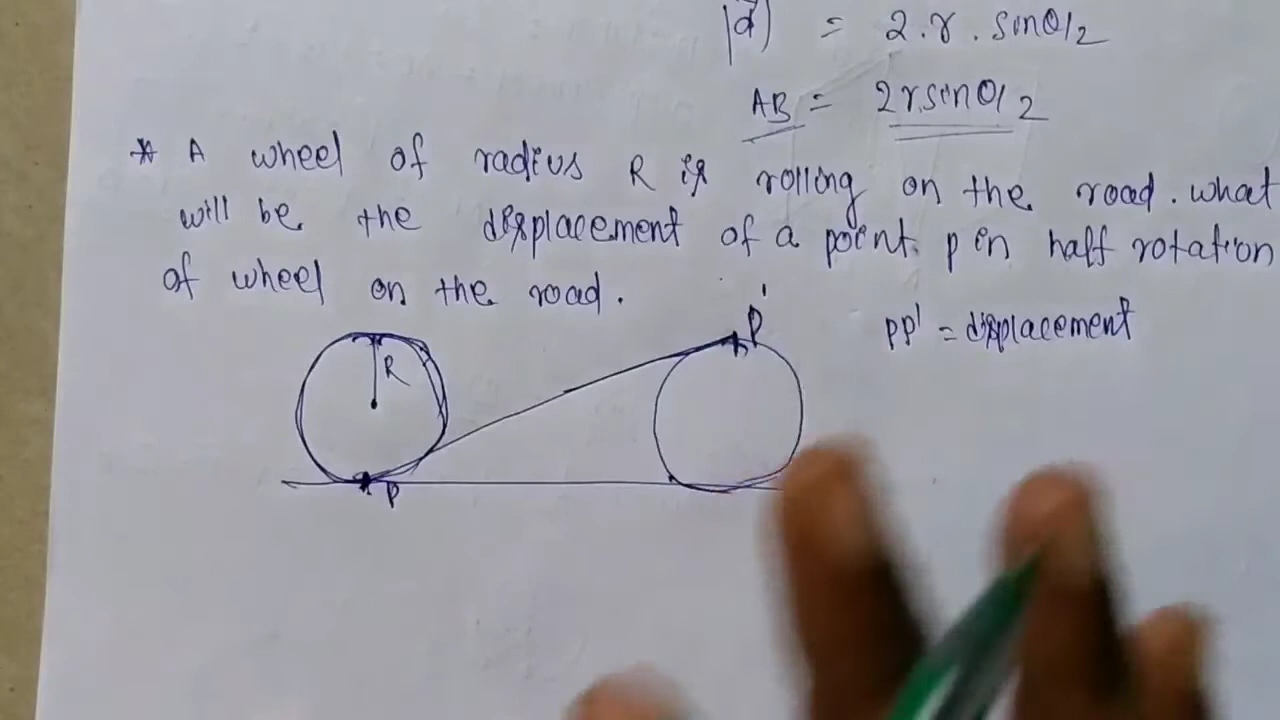 |d⃗| = 2.r.sinθ/2
AB = 2rsinθ/2
* A wheel of radius R is rolling on the road. what
will be the displacement of a point p in half rotation
of wheel on the road.
P'
PP' = displacement
R
P